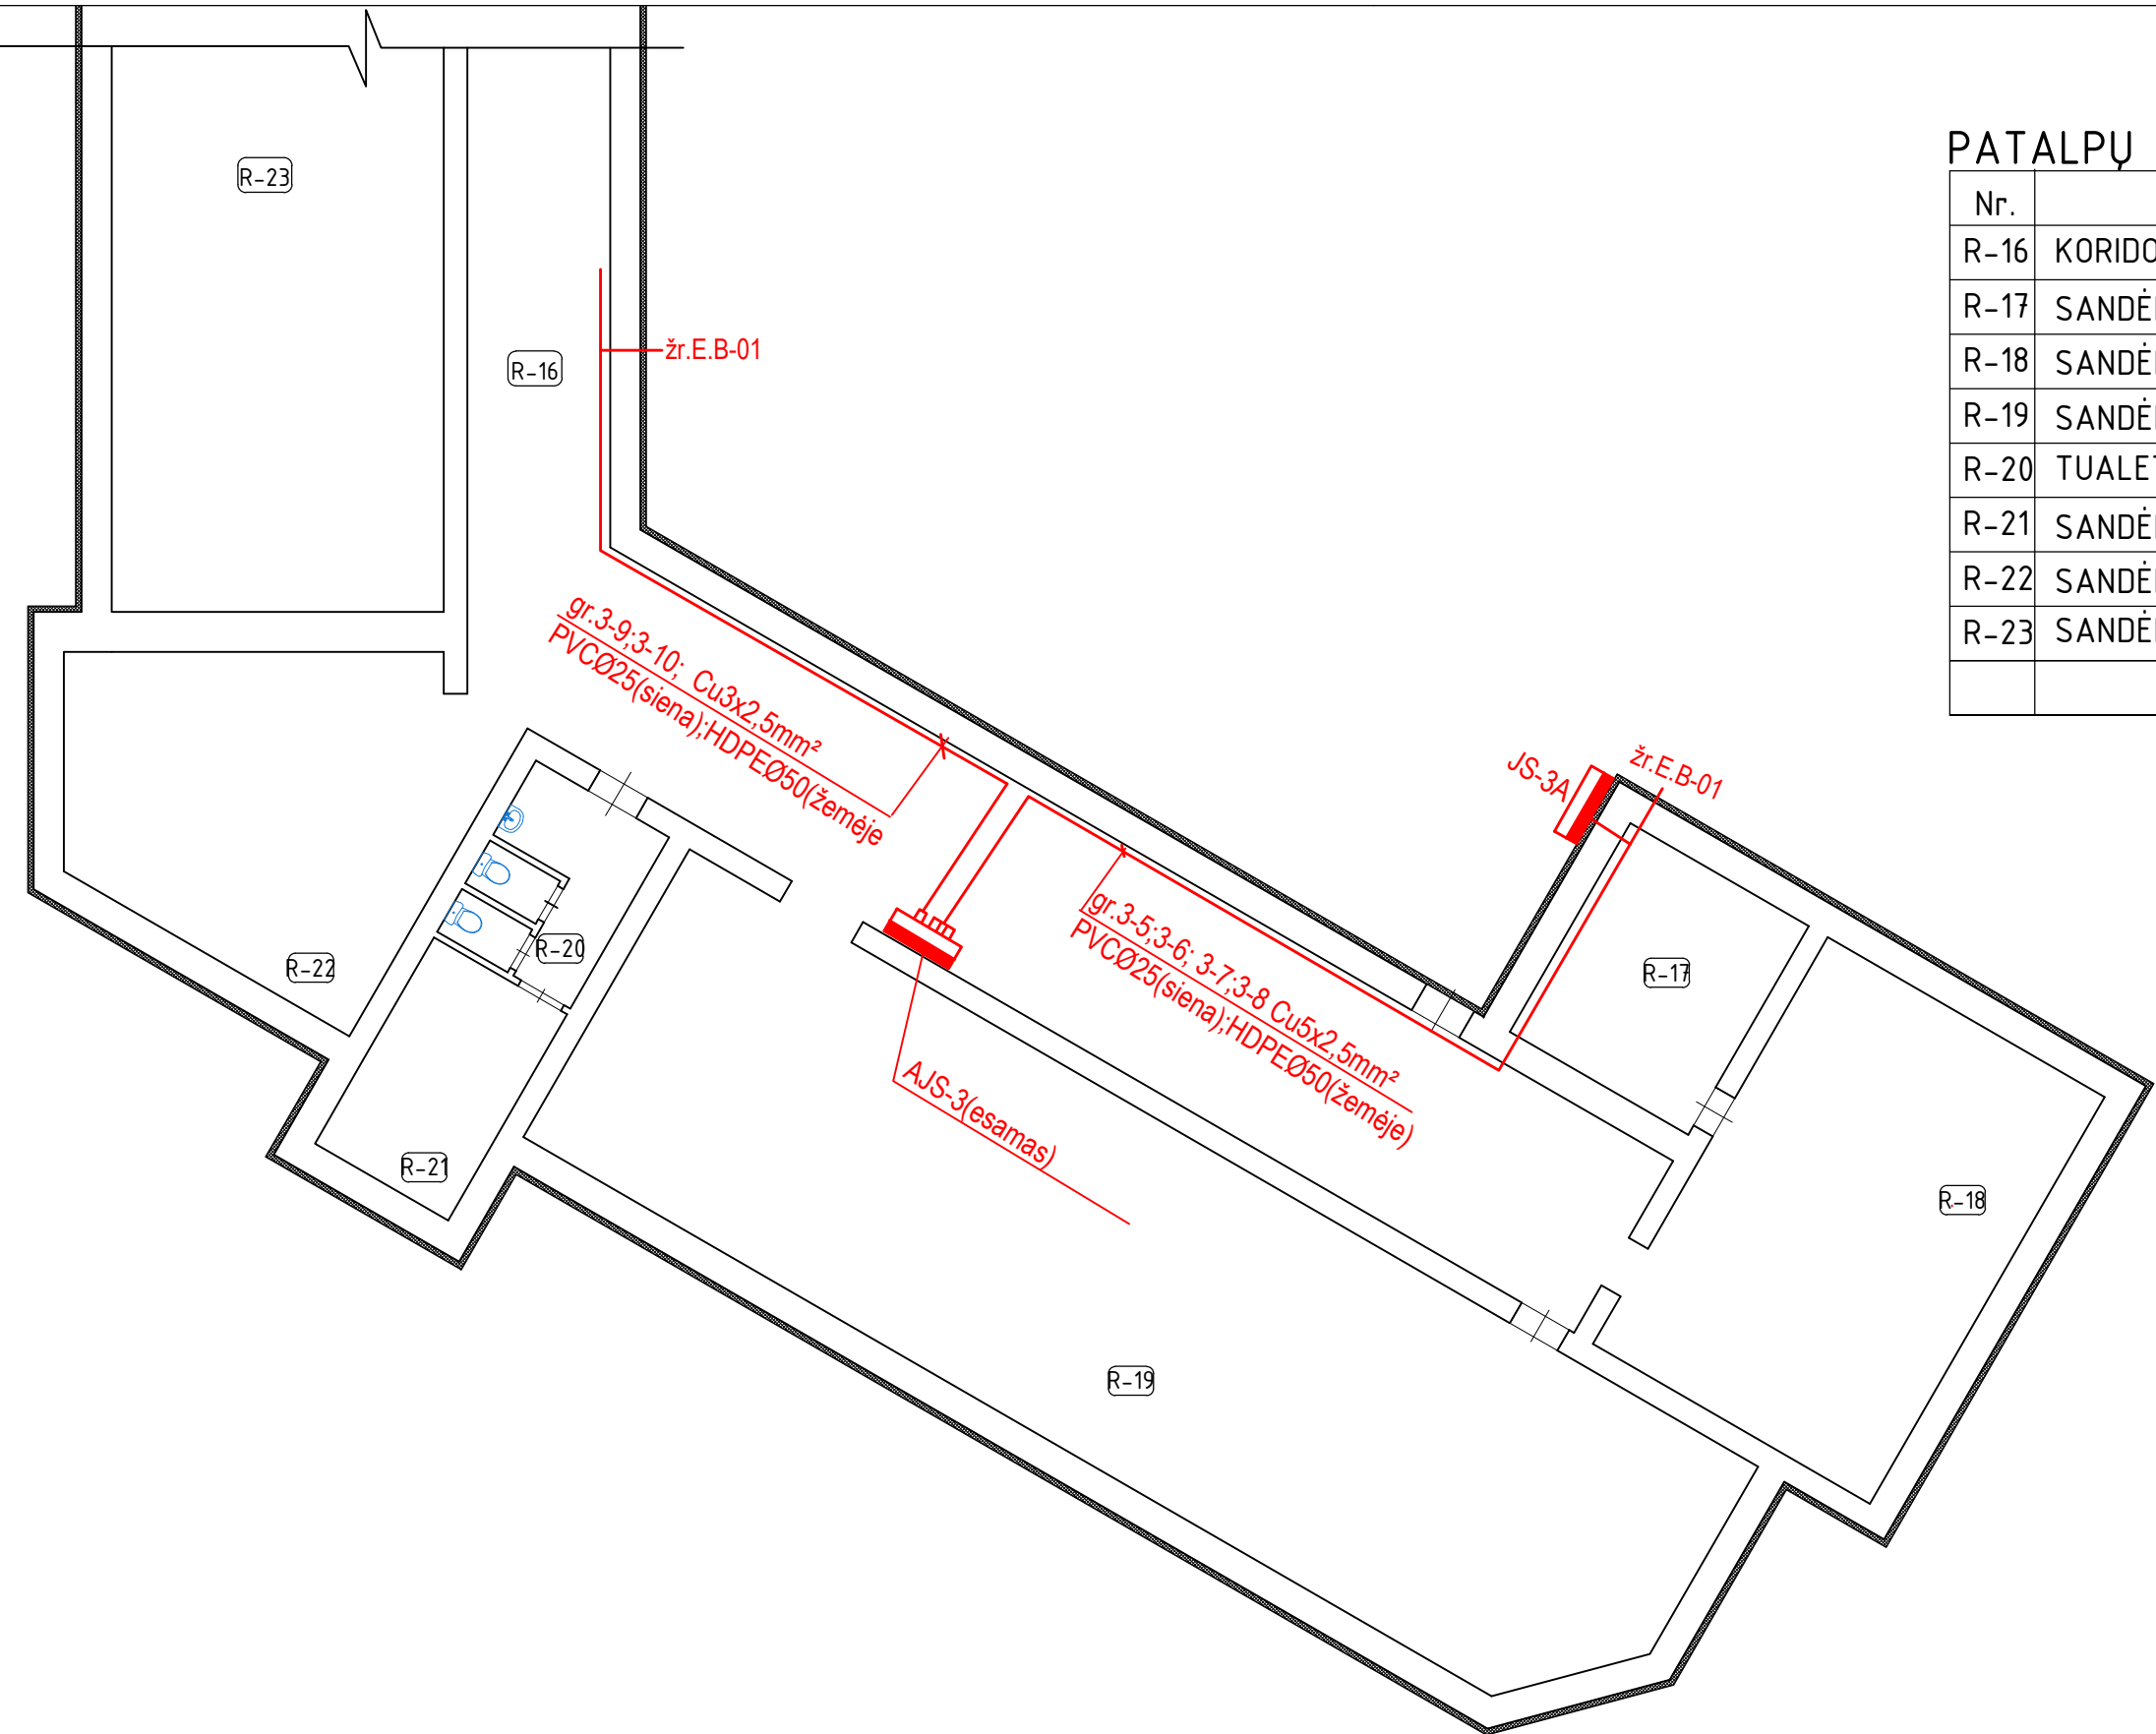 PATALPŲ
Nr.
R-16 KORIDO
R-17 SANDĖ
R-18 SANDĖ
R-19 SANDĖ
R-20 TUALE
R-21 SANDĖ
R-22 SANDĖ
R-23 SANDĖ
R-23
R-16
žr.E.B-01
gr.3-9;3-10; Cu3x2,5mm²
PVCØ25(siena);HDPEØ50(žemėje
JS-3A
žr.E.B-01
gr.3-5;3-6; 3-7;3-8 Cu5x2,5mm²
PVCØ25(siena);HDPEØ50(žemėje)
AJS-3(esamas)
R-22
R-20
R-17
R-21
R-18
R-19